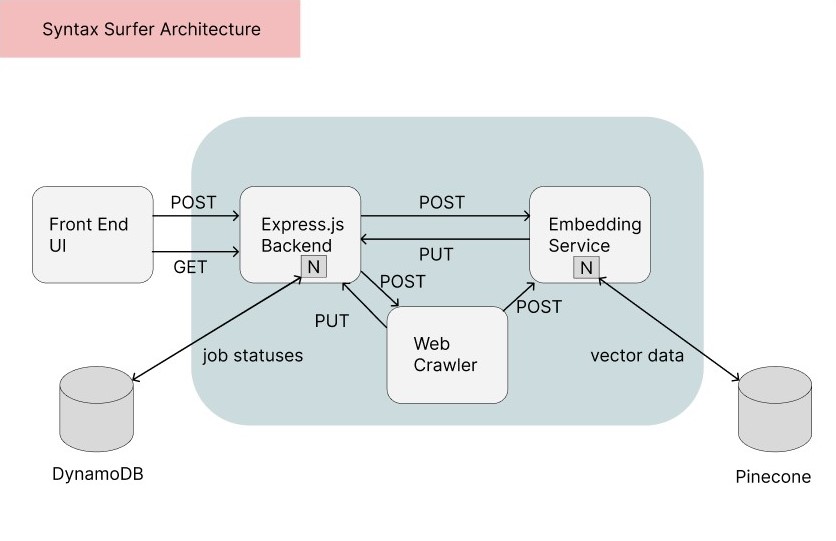 Syntax Surfer Architecture
POST
POST
Front End
UI
Express.js
Backend
N
Embedding
Service
N
GET
PUT
POST
POST
PUT
Web
Crawler
job statuses
vector data
DynamoDB
Pinecone